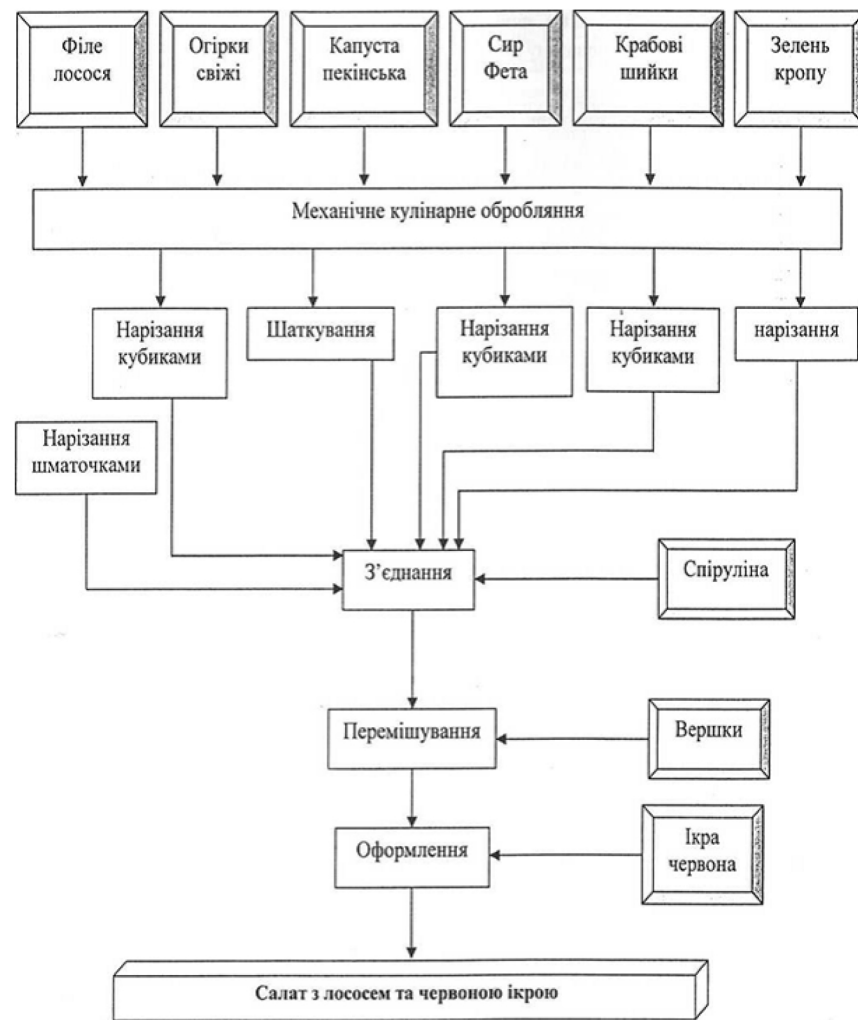 Філе
лосося
Огірки
свіжі
Капуста
пекінська
Сир
Фета
Крабові
шийки
Зелень
кропу
Механічне кулінарне обробляння
Нарізання
кубиками
Шаткування
Нарізання
кубиками
Нарізання
кубиками
нарізання
Нарізання
шматочками
З’єднання
Спіруліна
Перемішування
Вершки
Оформлення
Ікра
червона
Салат з лососем та червоною ікрою